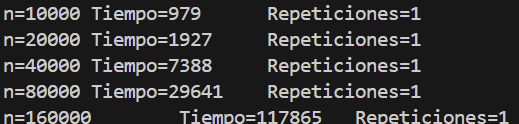 n=10000 Tiempo=979 Repeticiones=1
n=20000 Tiempo=1927 Repeticiones=1
n=40000 Tiempo=7388 Repeticiones=1
n=80000 Tiempo=29641 Repeticiones=1
n=160000 Tiempo=117865 Repeticiones=1